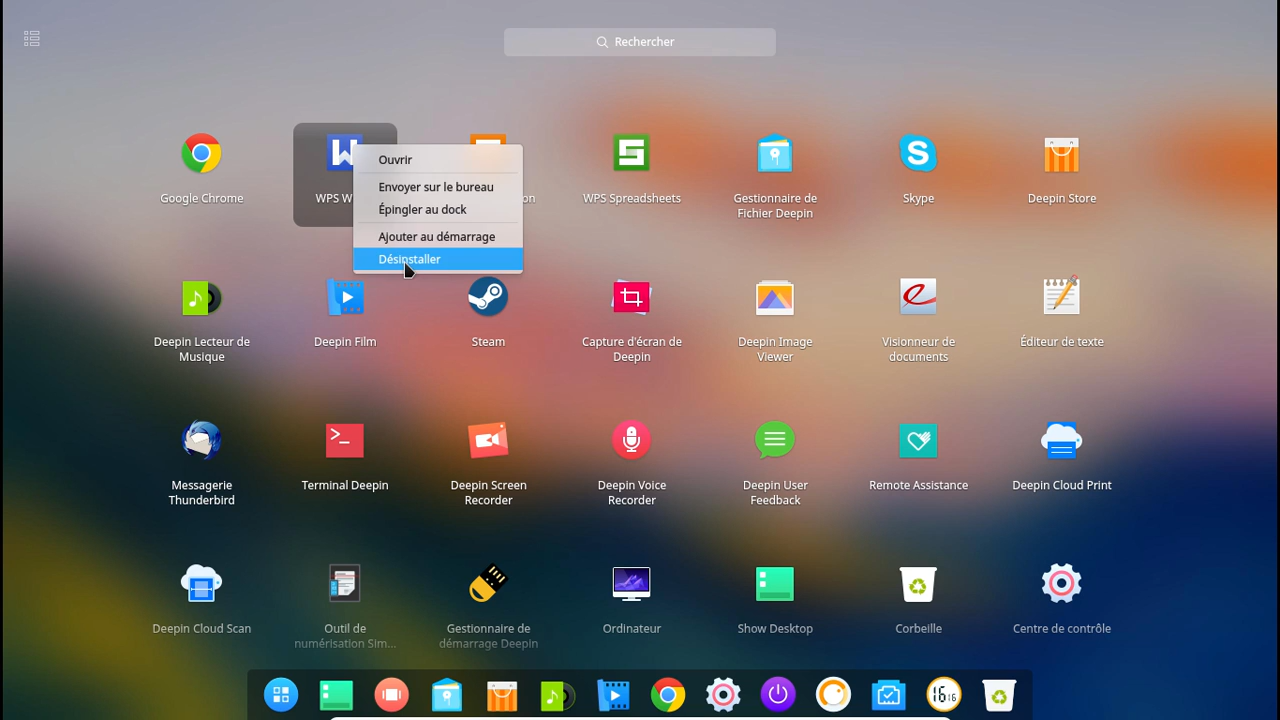 Rechercher
Google Chrome
WPS W
on
WPS Spreadsheets
Gestionnaire de
Fichier Deepin
Skype
Deepin Store
Ouvrir
Envoyer sur le bureau
Épingler au dock
Ajouter au démarrage
Désinstaller
Deepin Lecteur de
Musique
Deepin Film
Steam
Capture d'écran de
Deepin
Deepin Image
Viewer
Visionneur de
documents
Éditeur de texte
Messagerie
Thunderbird
Terminal Deepin
Deepin Screen
Recorder
Deepin Voice
Recorder
Deepin User
Feedback
Remote Assistance
Deepin Cloud Print
Deepin Cloud Scan
Outil de
numérisation Sim...
Gestionnaire de
démarrage Deepin
Ordinateur
Show Desktop
Corbeille
Centre de contrôle
16 16